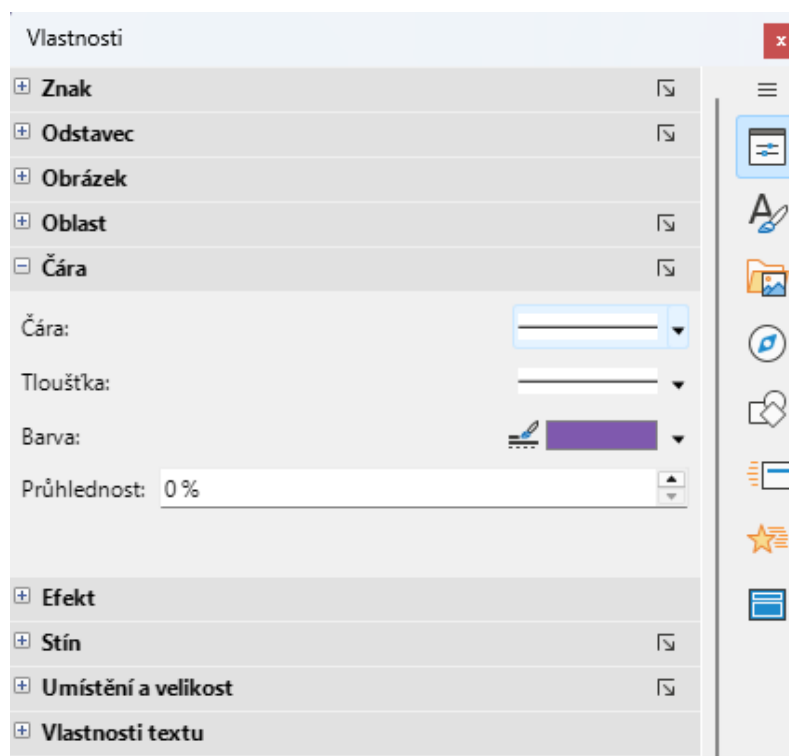 Vlastnosti
Znak
Odstavec
Obrázek
Oblast
Čára
Čára:
Tloušťka:
Barva:
Průhlednost: 0 %
Efekt
Stín
Umístění a velikost
Vlastnosti textu